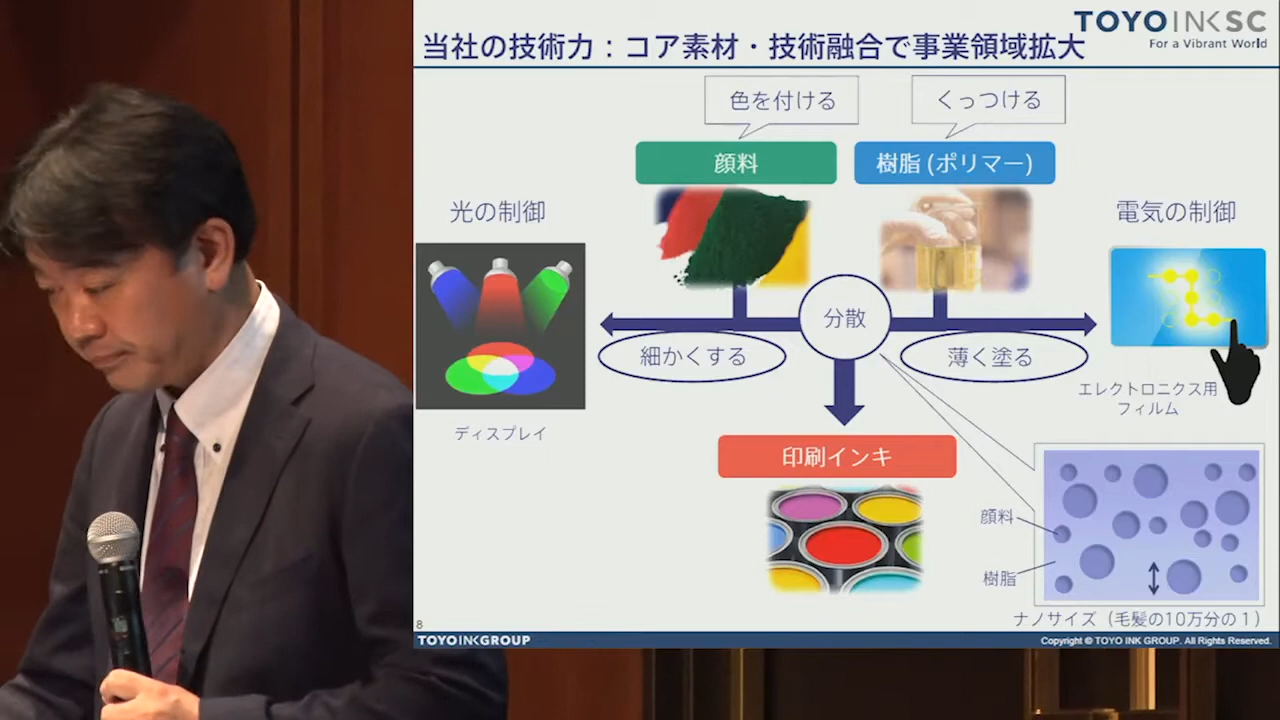 TOYO INK SC
For a Vibrant World
当社の技術力：コア素材・技術融合で事業領域拡大
色を付ける
くっつける
顔料
樹脂 (ポリマー)
光の制御
電気の制御
分散
細かくする
薄く塗る
ディスプレイ
エレクトロニクス用
フィルム
印刷インキ
顔料
樹脂
ナノサイズ（毛髪の10万分の１）
8
TOYO INK GROUP
Copyright © TOYO INK GROUP. All Rights Reserved.